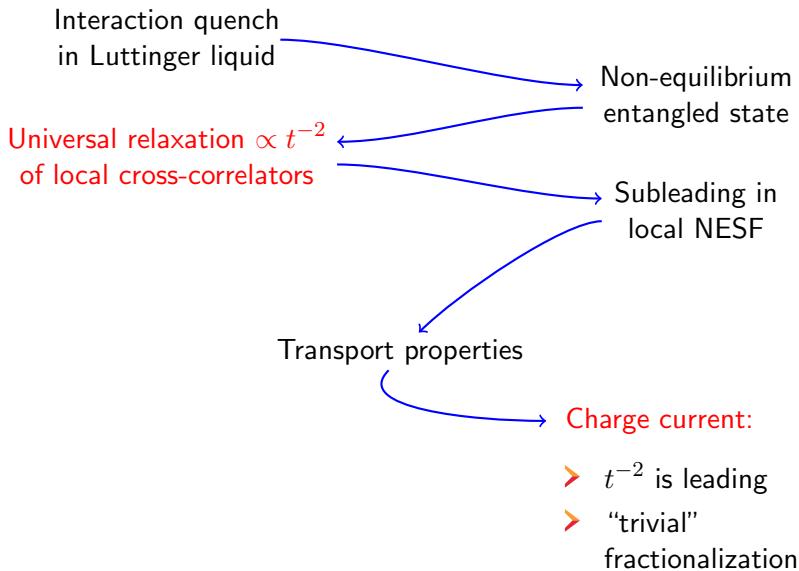 Interaction quench
in Luttinger liquid
Non-equilibrium
entangled state
Universal relaxation ∝ t⁻²
of local cross-correlators
Subleading in
local NESF
Transport properties
Charge current:
t⁻² is leading
“trivial”
fractionalization